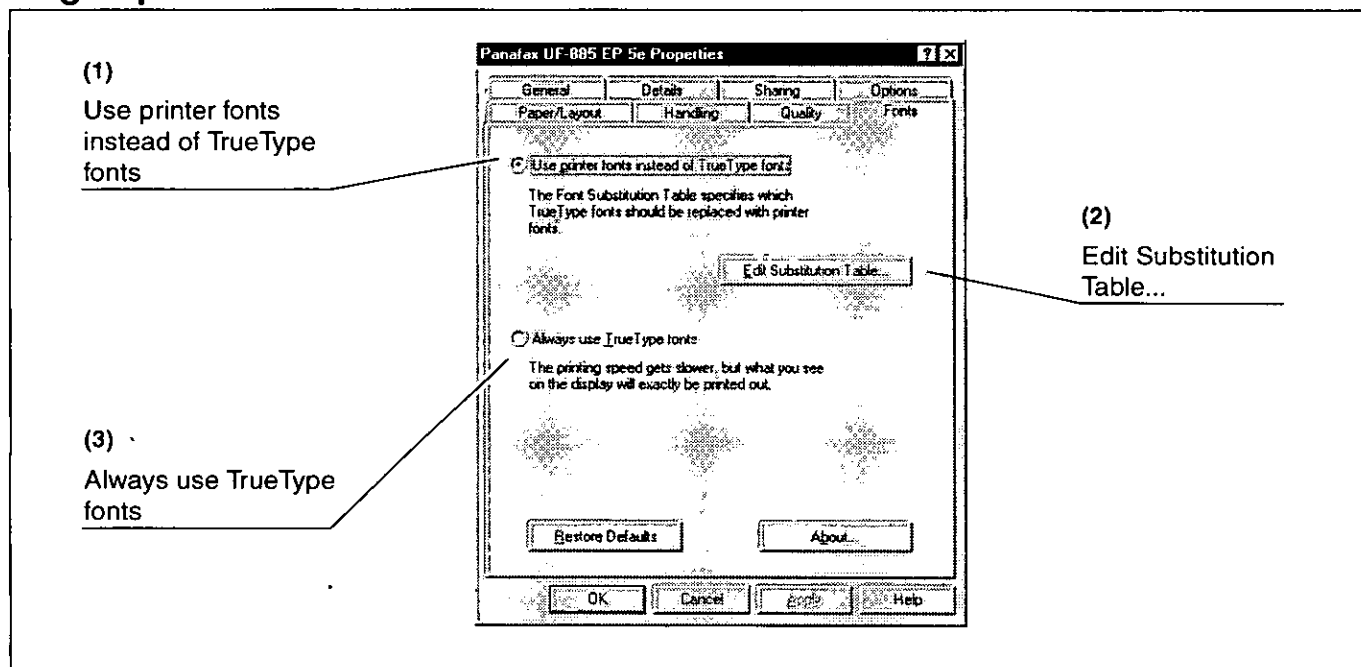 (1)
Use printer fonts
instead of TrueType
fonts
Panafax UF-885 EP 5e Properties
General Details Sharing Options
Paper/Layout Handling Quality Fonts
Use printer fonts instead of TrueType fonts
The Font Substitution Table specifies which
TrueType fonts should be replaced with printer
fonts.
Edit Substitution Table...
(2)
Edit Substitution
Table...
Always use TrueType fonts
The printing speed gets slower, but what you see
on the display will exactly be printed out.
(3)
Always use TrueType
fonts
Restore Defaults About...
OK Cancel Apply Help